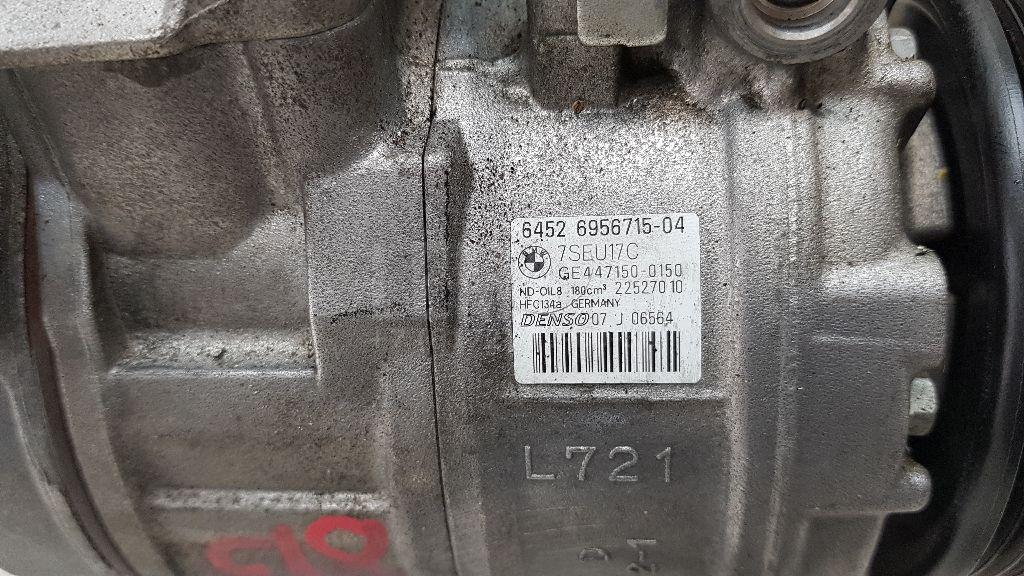 6452 6956715-04
7SEU17C
GE447150-0150
ND-OIL8 180cm³ 22527010
HFC134a GERMANY
DENSO 07 J 06564
L721